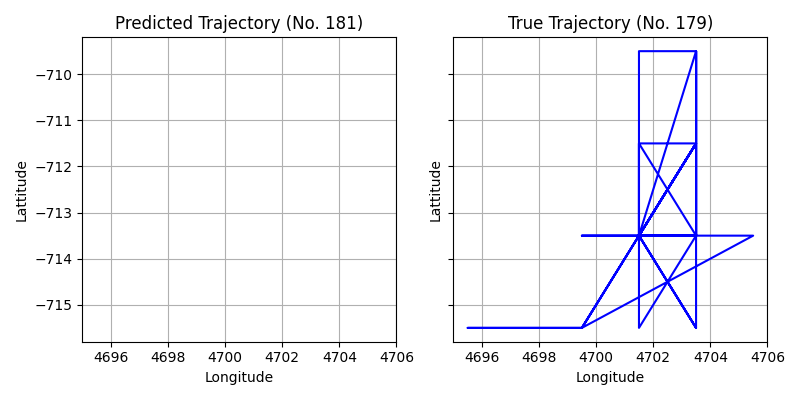 Predicted Trajectory (No. 181)
−710
−711
−712
−713
−714
−715
Lattitude
4696 4698 4700 4702 4704 4706
Longitude
True Trajectory (No. 179)
Lattitude
4696 4698 4700 4702 4704 4706
Longitude